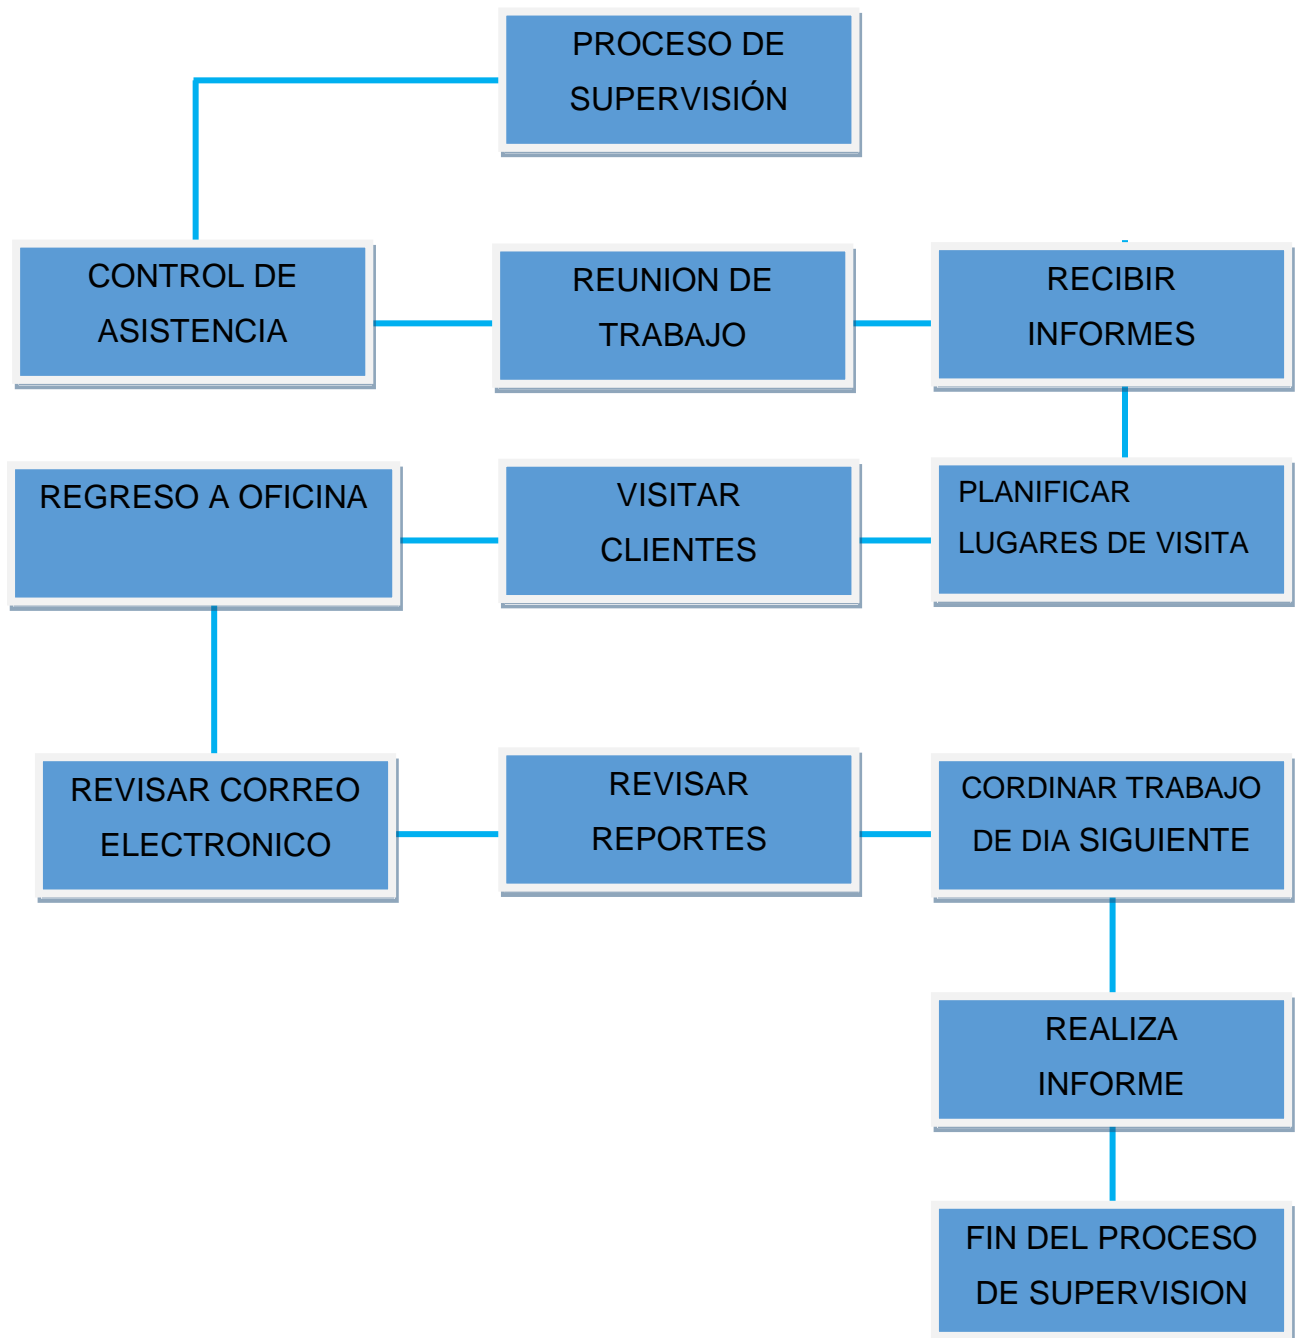 PROCESO DE
SUPERVISIÓN
CONTROL DE
ASISTENCIA
REUNION DE
TRABAJO
RECIBIR
INFORMES
PLANIFICAR
LUGARES DE VISITA
VISITAR
CLIENTES
REGRESO A OFICINA
REVISAR CORREO
ELECTRONICO
REVISAR
REPORTES
CORDINAR TRABAJO
DE DIA SIGUIENTE
REALIZA
INFORME
FIN DEL PROCESO
DE SUPERVISION